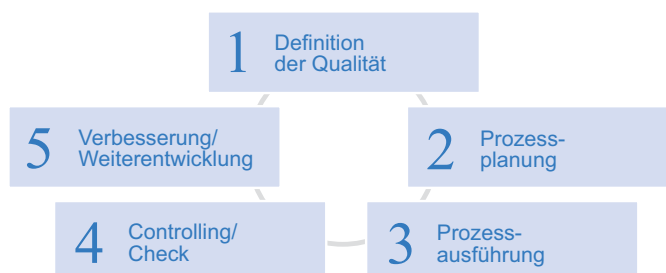 1
Definition
der Qualität
2
Prozess-
planung
3
Prozess-
ausführung
4
Controlling/
Check
5
Verbesserung/
Weiterentwicklung